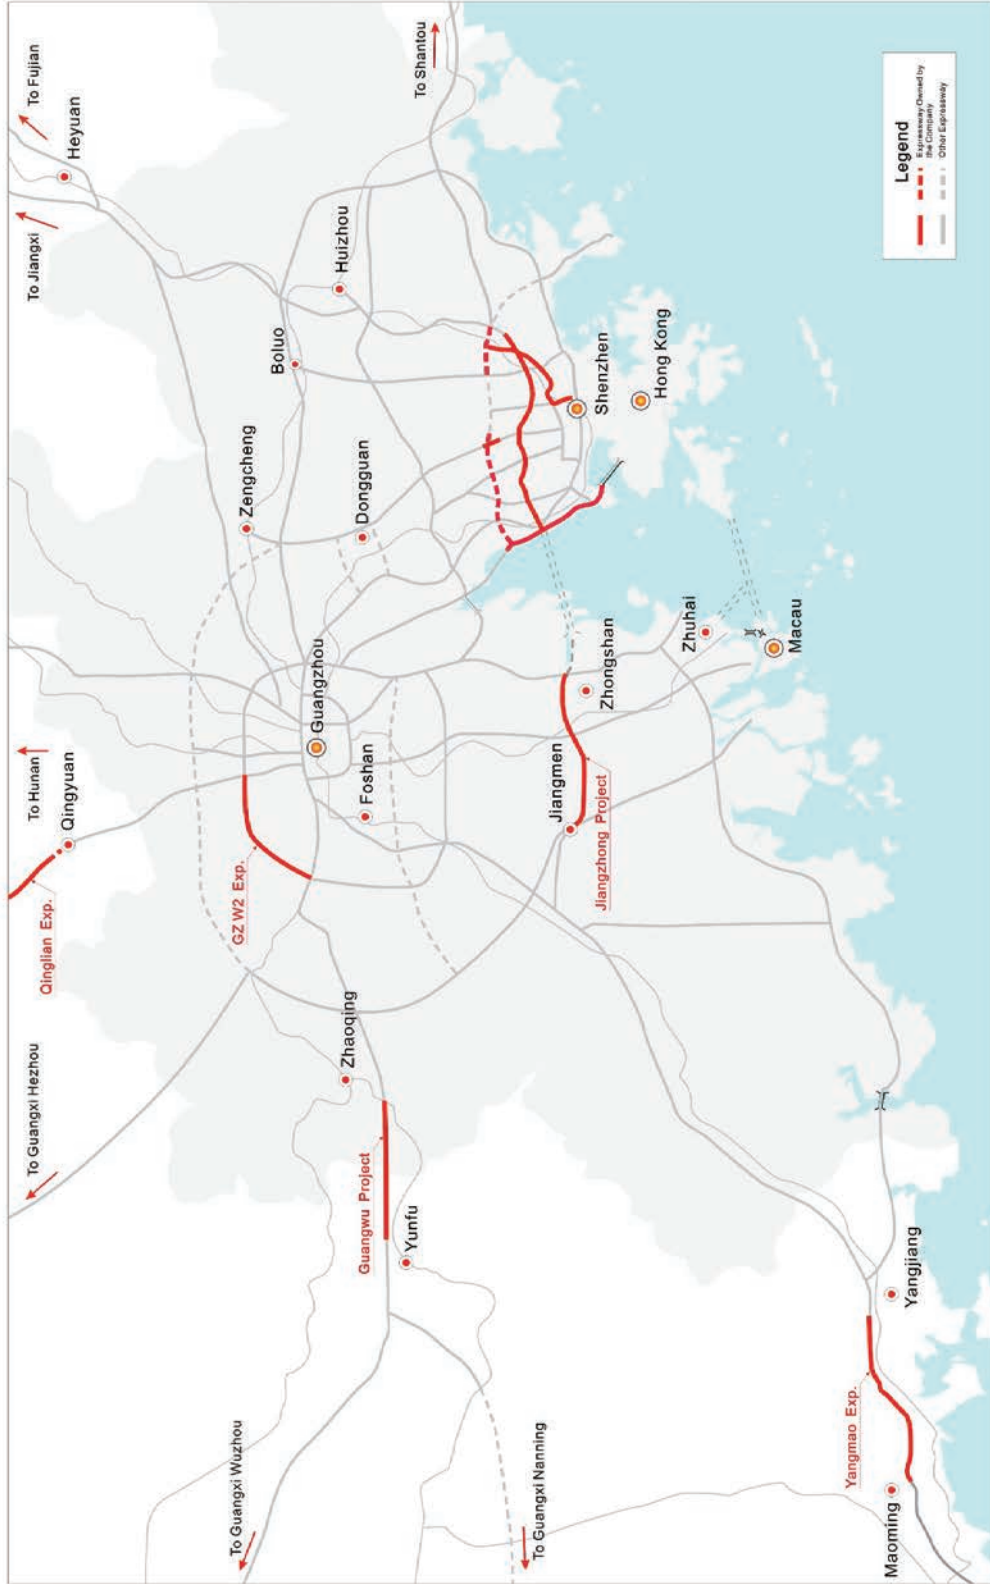 To Fujian
Heyuan
To Jiangxi
To Shantou
Huizhou
Boluo
Shenzhen
Hong Kong
Zengcheng
Dongguan
Guangzhou
Foshan
Zhongshan
Zhuhai
Macau
To Hunan
Qingyuan
Qinglian Exp.
GZ W2 Exp.
Jiangmen
Jiangzhong Project
To Guangxi Hezhou
Zhaoqing
Guangwu Project
Yunfu
To Guangxi Wuzhou
To Guangxi Nanning
Yangjiang
Yangmao Exp.
Maoming
Legend
Expressway Owned by
the Company
Other Expressway